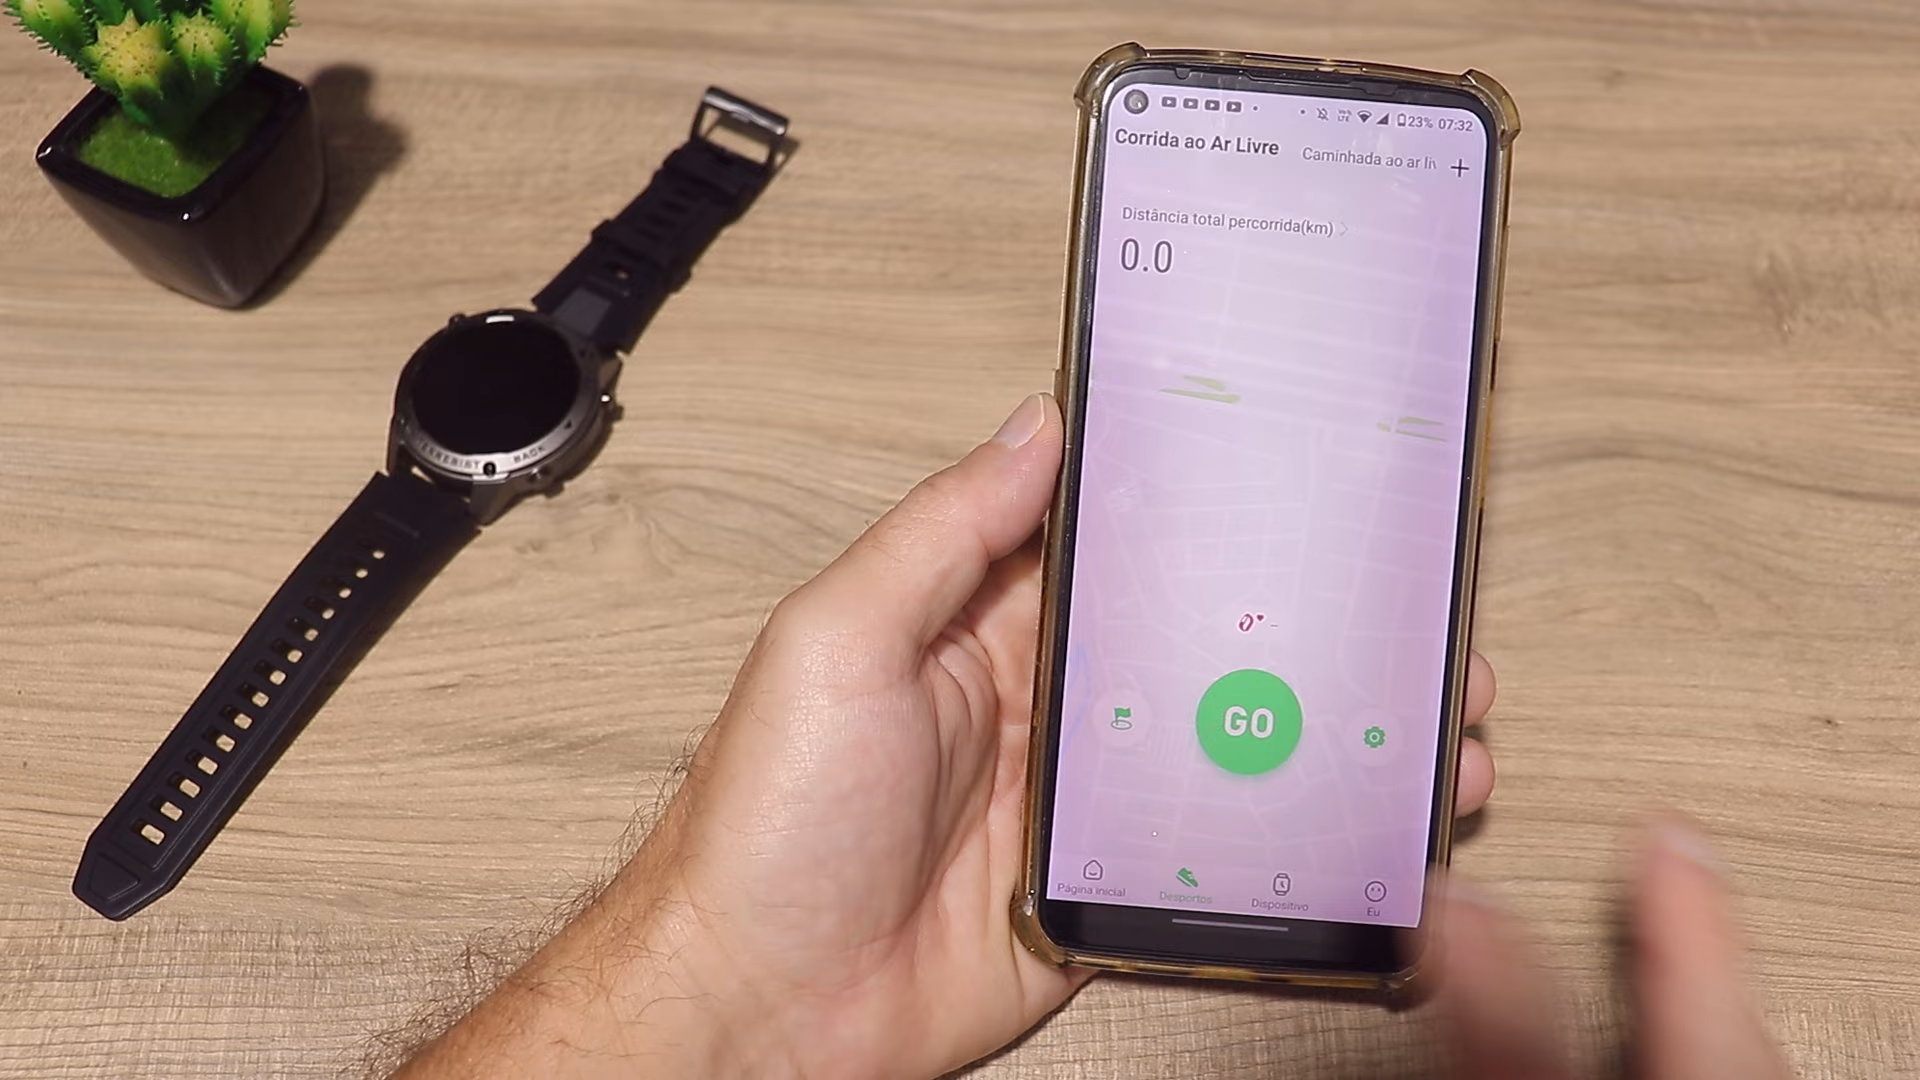 23% 07:32
Corrida ao Ar Livre Caminhada ao ar liv
Distância total percorrida(km)
0.0
GO
Página inicial Desportos Dispositivo Eu
BACK